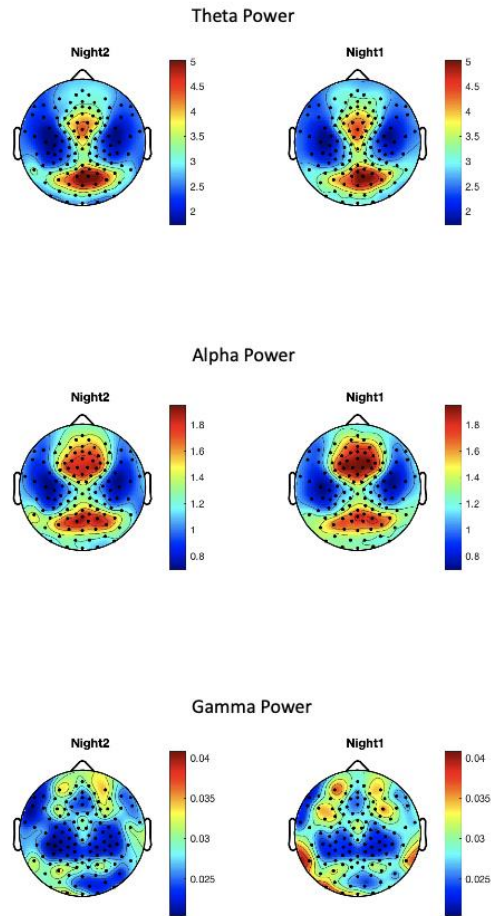 Theta Power
Night2 Night1
5 5
4.5 4.5
4 4
3.5 3.5
3 3
2.5 2.5
2 2
Alpha Power
Night2 Night1
1.8 1.8
1.6 1.6
1.4 1.4
1.2 1.2
1 1
0.8 0.8
Gamma Power
Night2 Night1
0.04 0.04
0.035 0.035
0.03 0.03
0.025 0.025